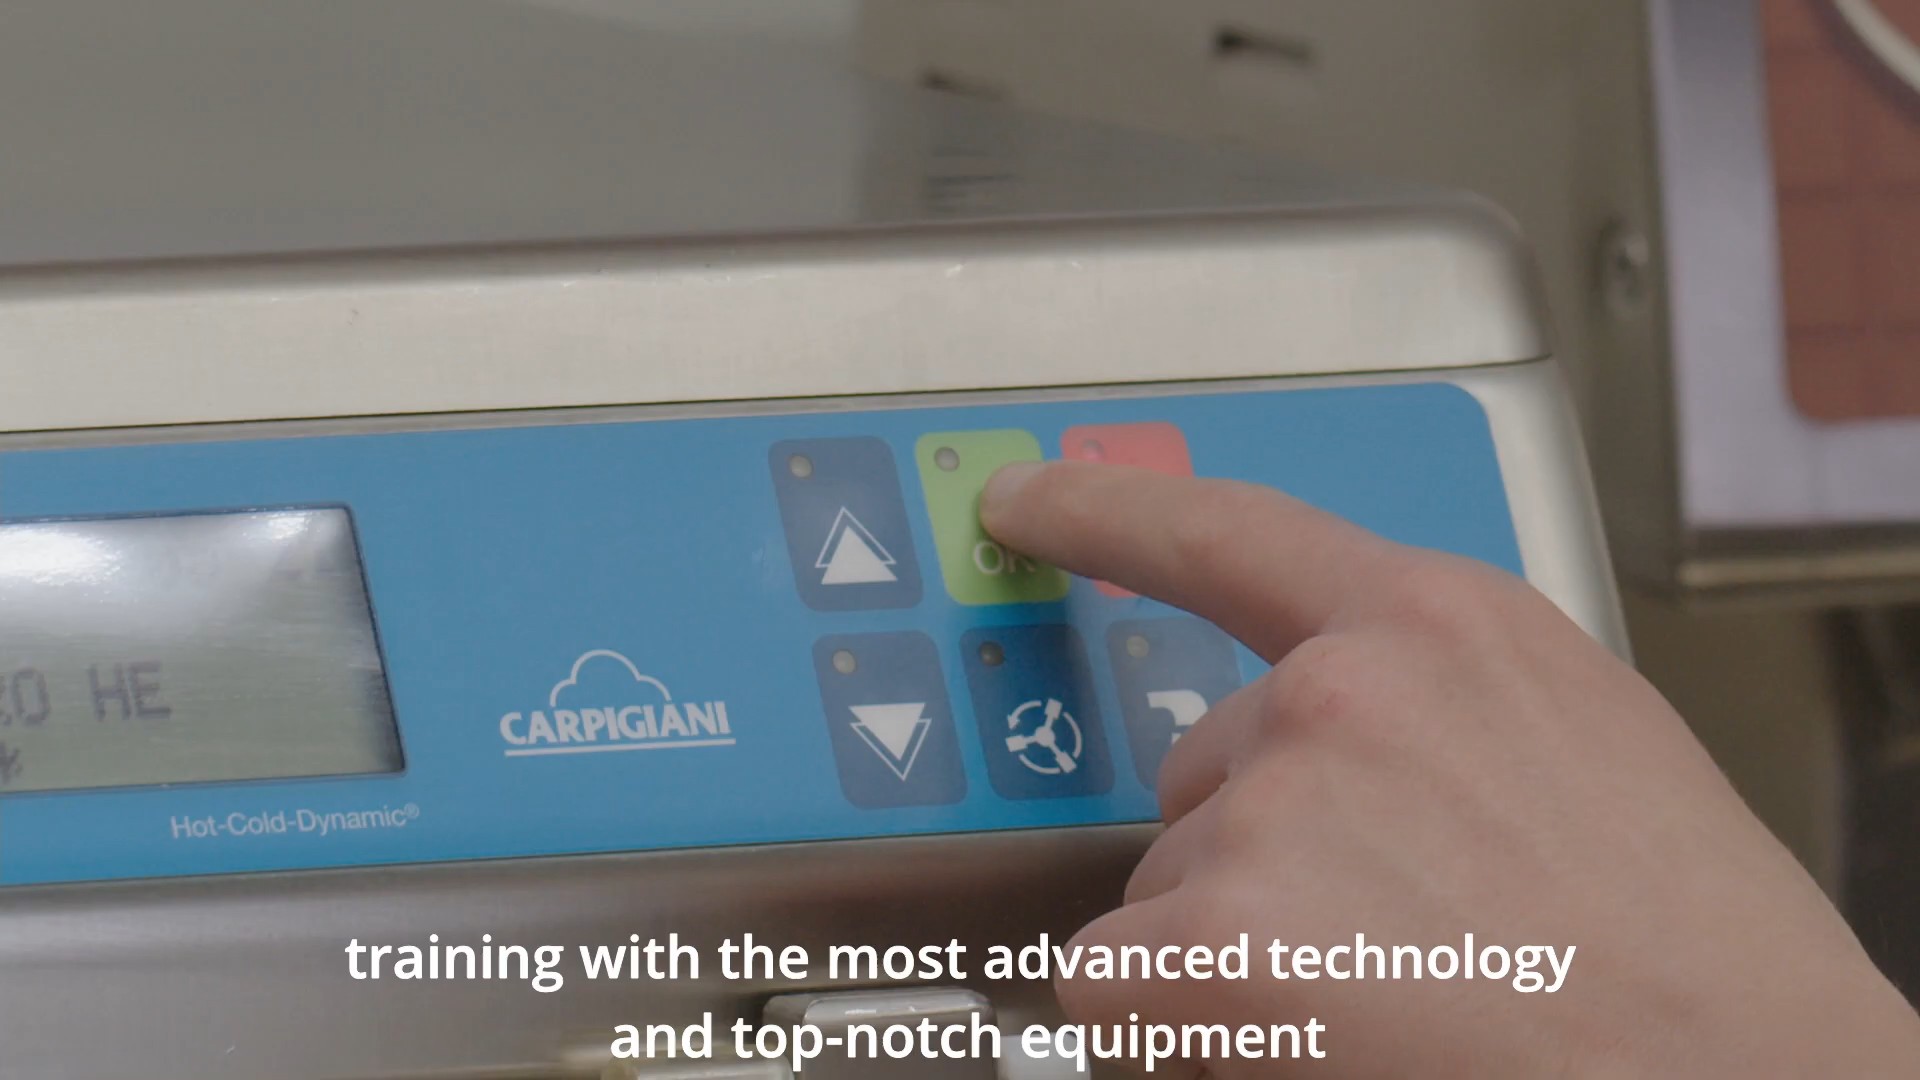 OK
HE
CARPIGIANI
Hot-Cold-Dynamic®
?
training with the most advanced technology
and top-notch equipment